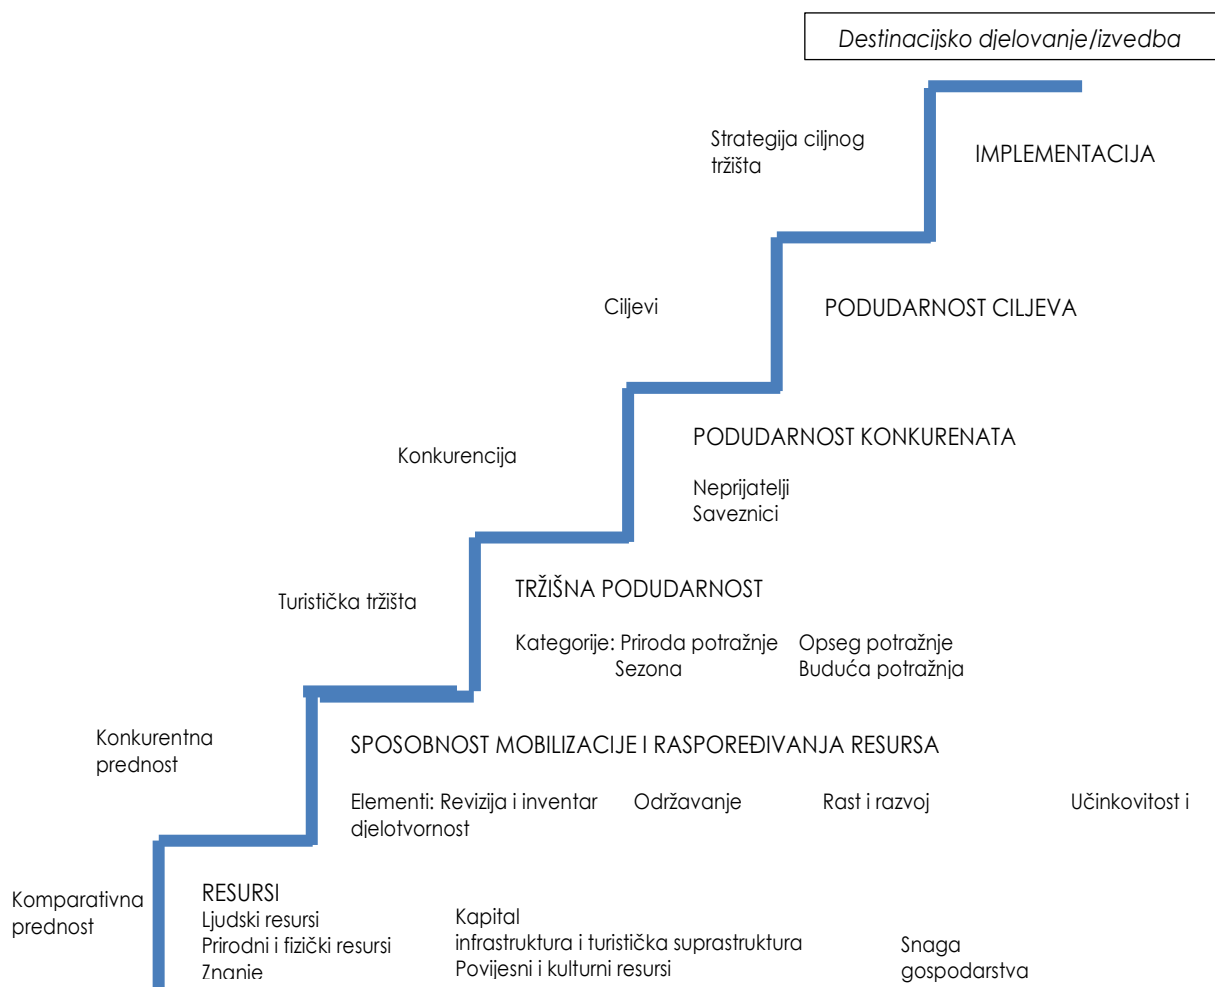 Destinacijsko djelovanje/izvedba
Strategija ciljnog
tržišta
IMPLEMENTACIJA
Ciljevi
PODUDARNOST CILJEVA
Konkurencija
PODUDARNOST KONKURENATA
Neprijatelji
Saveznici
Turistička tržišta
TRŽIŠNA PODUDARNOST
Kategorije: Priroda potražnje Opseg potražnje
Sezona Buduća potražnja
Konkurentna
prednost
SPOSOBNOST MOBILIZACIJE I RASPOREĐIVANJA RESURSA
Elementi: Revizija i inventar Održavanje Rast i razvoj Učinkovitost i
djelotvornost
Komparativna
prednost
RESURSI
Ljudski resursi
Prirodni i fizički resursi
Znanje
Kapital
infrastruktura i turistička suprastruktura
Povijesni i kulturni resursi
Snaga
gospodarstva